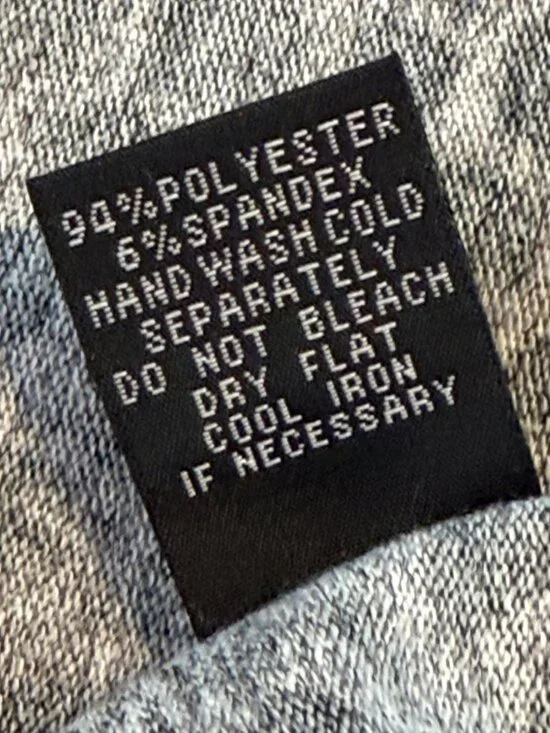 94%POLYESTER
6%SPANDEX
HAND WASH COLD
SEPARATELY
DO NOT BLEACH
DRY FLAT
COOL IRON
IF NECESSARY